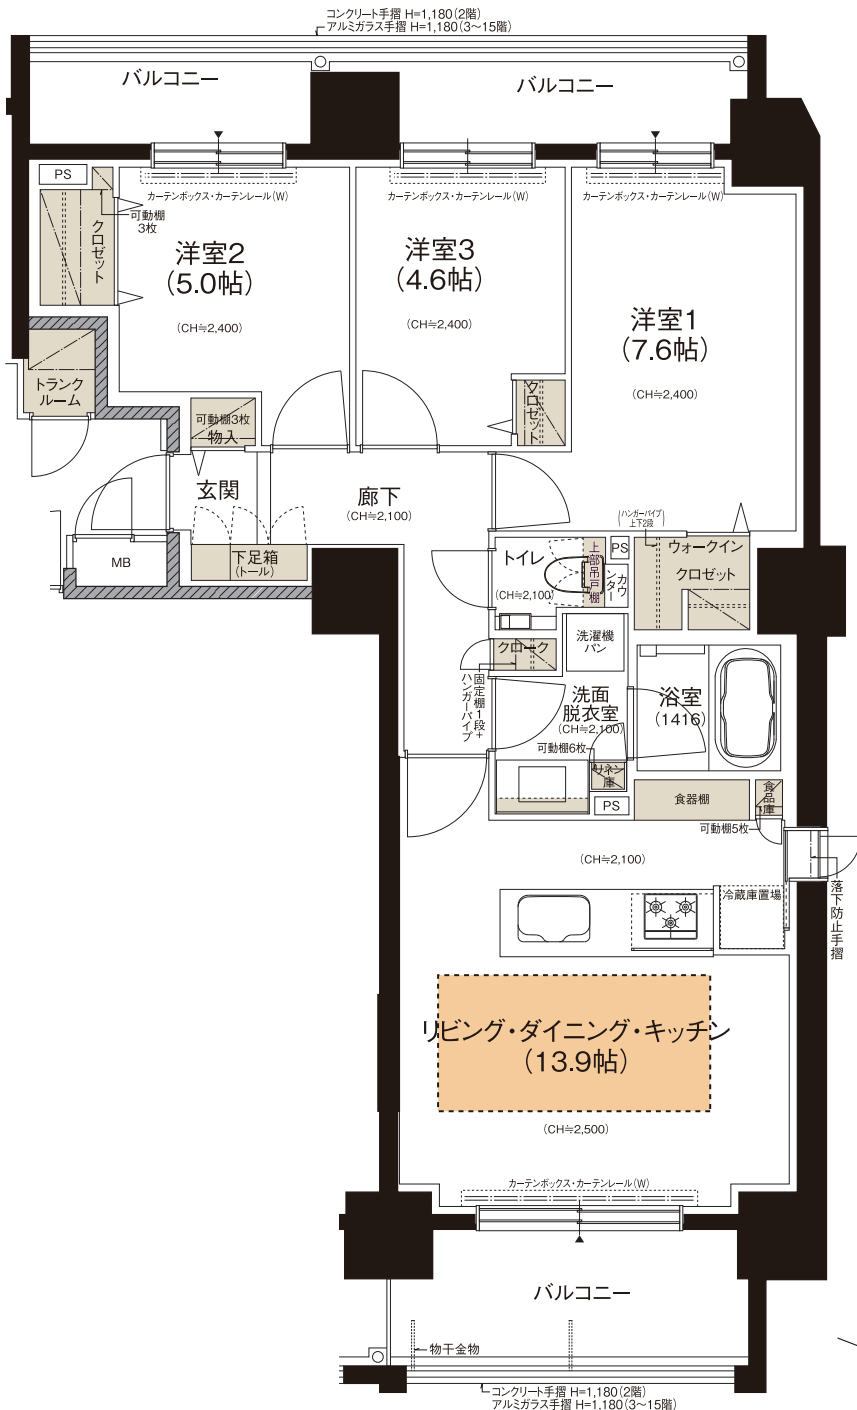 コンクリート手摺 H=1,180(2階)
アルミガラス手摺 H=1,180(3〜15階)
バルコニー
バルコニー
PS
可動棚
3枚
クロゼット
カーテンボックス・カーテンレール(W)
カーテンボックス・カーテンレール(W)
カーテンボックス・カーテンレール(W)
洋室2
(5.0帖)
(CH≒2,400)
洋室3
(4.6帖)
(CH≒2,400)
洋室1
(7.6帖)
(CH≒2,400)
トランク
ルーム
可動棚3枚
物入
クロゼット
玄関
廊下
(CH≒2,100)
MB
下足箱
(トール)
トイレ
(CH≒2,100)
上部吊戸棚
PS
カウンター
(ハンガーパイプ
上下2段)
ウォークイン
クロゼット
クローク
固定棚1段+
ハンガーパイプ
洗濯機
パン
洗面
脱衣室
(CH≒2,100)
可動棚6枚
リネン
庫
PS
浴室
(1416)
食器棚
食品庫
可動棚5枚
(CH≒2,100)
冷蔵庫置場
落下防止手摺
リビング・ダイニング・キッチン
(13.9帖)
(CH≒2,500)
カーテンボックス・カーテンレール(W)
バルコニー
物干金物
コンクリート手摺 H=1,180(2階)
アルミガラス手摺 H=1,180(3〜15階)